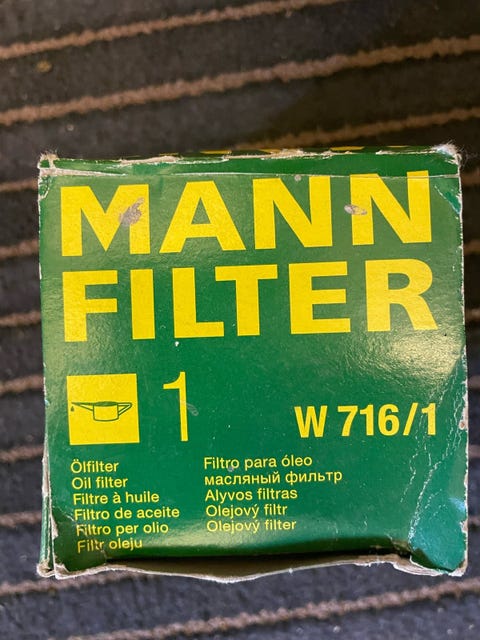 MANN
FILTER
1
W 716/1
Ölfilter
Oil filter
Filtre à huile
Filtro de aceite
Filtro per olio
Filtr oleju
Filtro para óleo
масляный фильтр
Alyvos filtras
Olejový filtr
Olejový filter